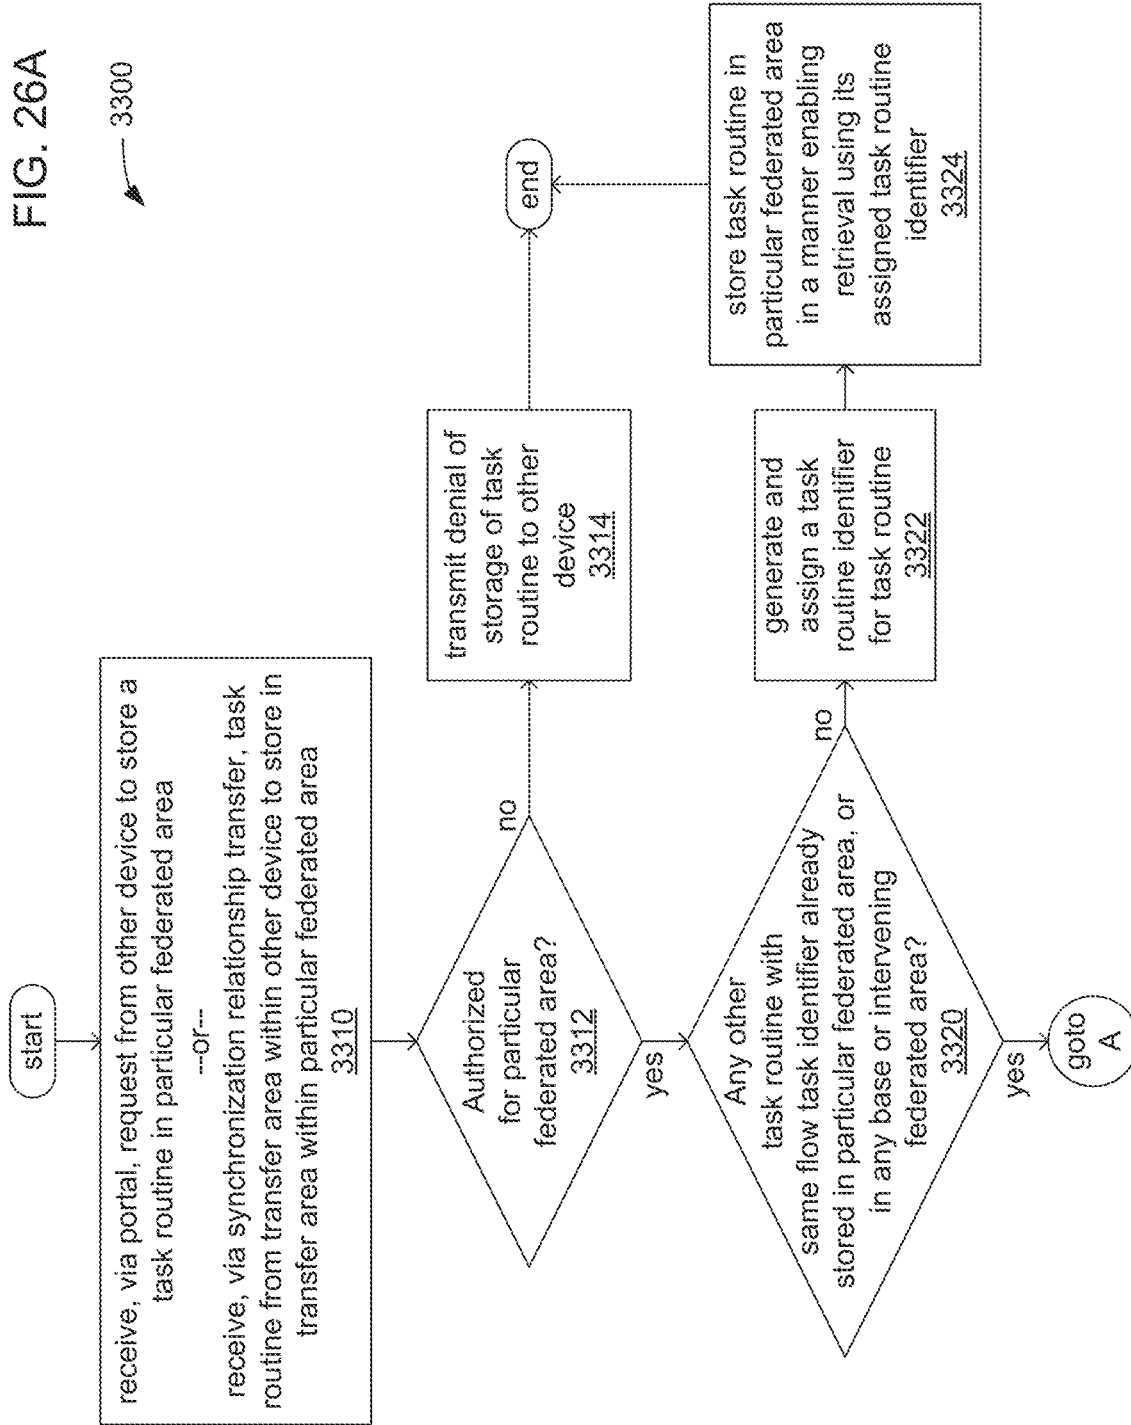 FIG. 26A
3300
start
receive, via portal, request from other device to store a
task routine in particular federated area
--or--
receive, via synchronization relationship transfer, task
routine from transfer area within other device to store in
transfer area within particular federated area
3310
Authorized
for particular
federated area?
3312
no
yes
transmit denial of
storage of task
routine to other
device
3314
end
Any other
task routine with
same flow task identifier already
stored in particular federated area, or
in any base or intervening
federated area?
3320
no
yes
generate and
assign a task
routine identifier
for task routine
3322
store task routine in
particular federated area
in a manner enabling
retrieval using its
assigned task routine
identifier
3324
goto
A